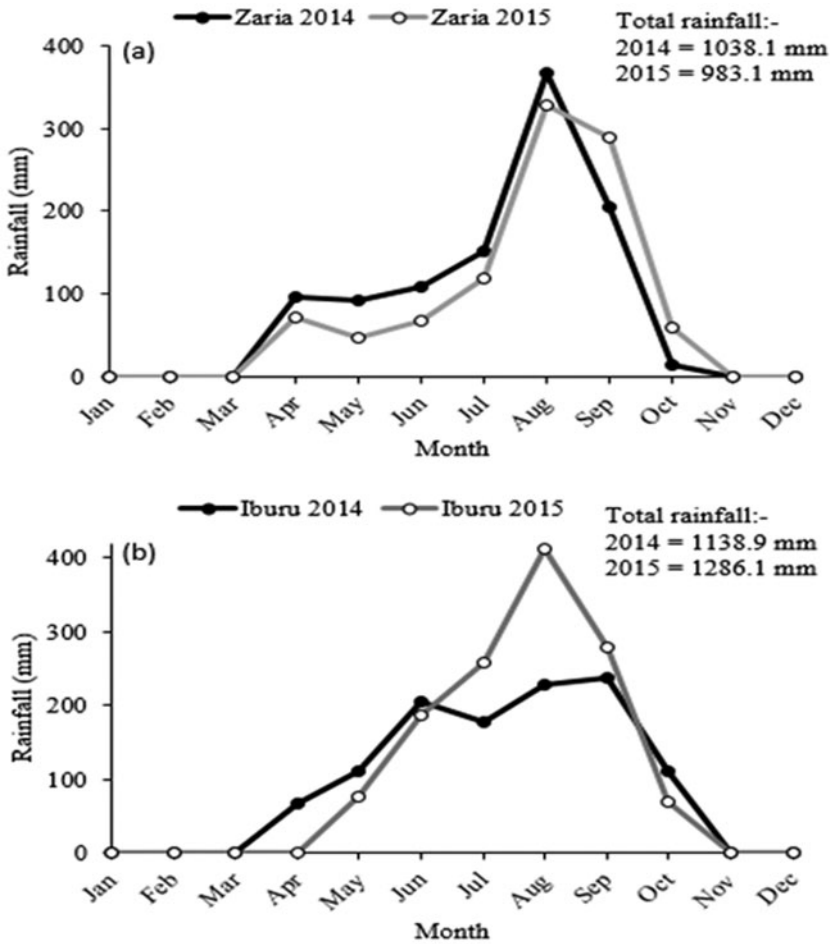 Zaria 2014 Zaria 2015
Total rainfall:-
2014 = 1038.1 mm
2015 = 983.1 mm
(a)
400
300
200
100
0
Rainfall (mm)
Jan Feb Mar Apr May Jun Jul Aug Sep Oct Nov Dec
Month
Iburu 2014 Iburu 2015
Total rainfall:-
2014 = 1138.9 mm
2015 = 1286.1 mm
(b)
400
300
200
100
0
Rainfall (mm)
Jan Feb Mar Apr May Jun Jul Aug Sep Oct Nov Dec
Month